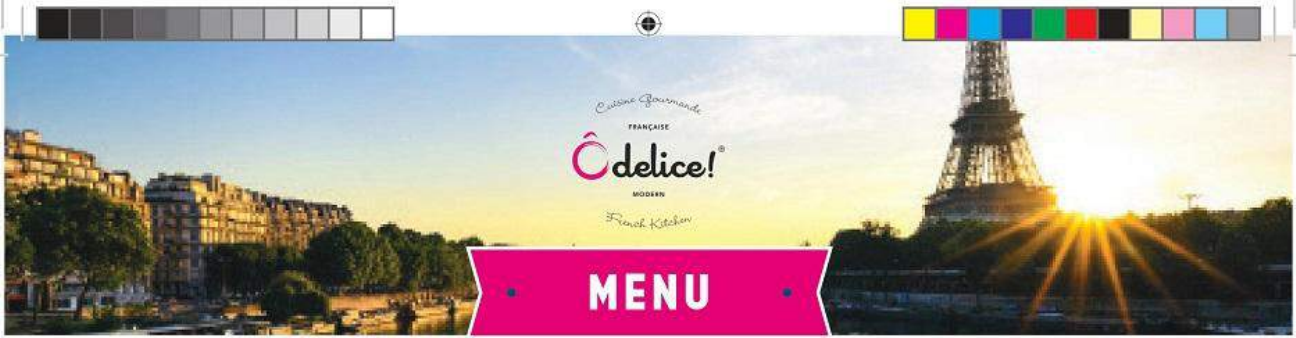 Cuisine Gourmande
FRANÇAISE
Ôdelice!®
MODERN
French Kitchen
MENU